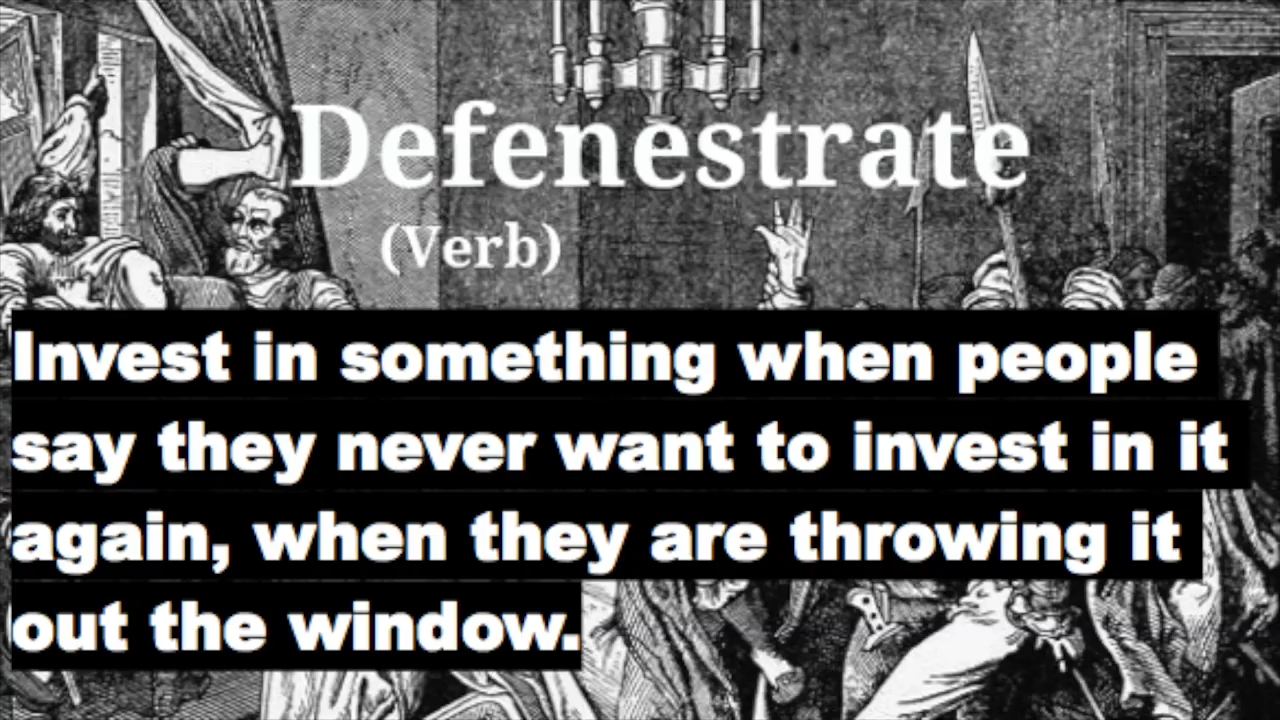 Defenestrate
(Verb)
Invest in something when people
say they never want to invest in it
again, when they are throwing it
out the window.